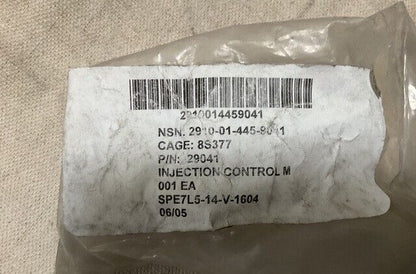 2910014459041
NSN: 2910-01-445-9041
CAGE: 8S377
P/N: 29041
INJECTION CONTROL M
001 EA
SPE7L5-14-V-1604
06/05